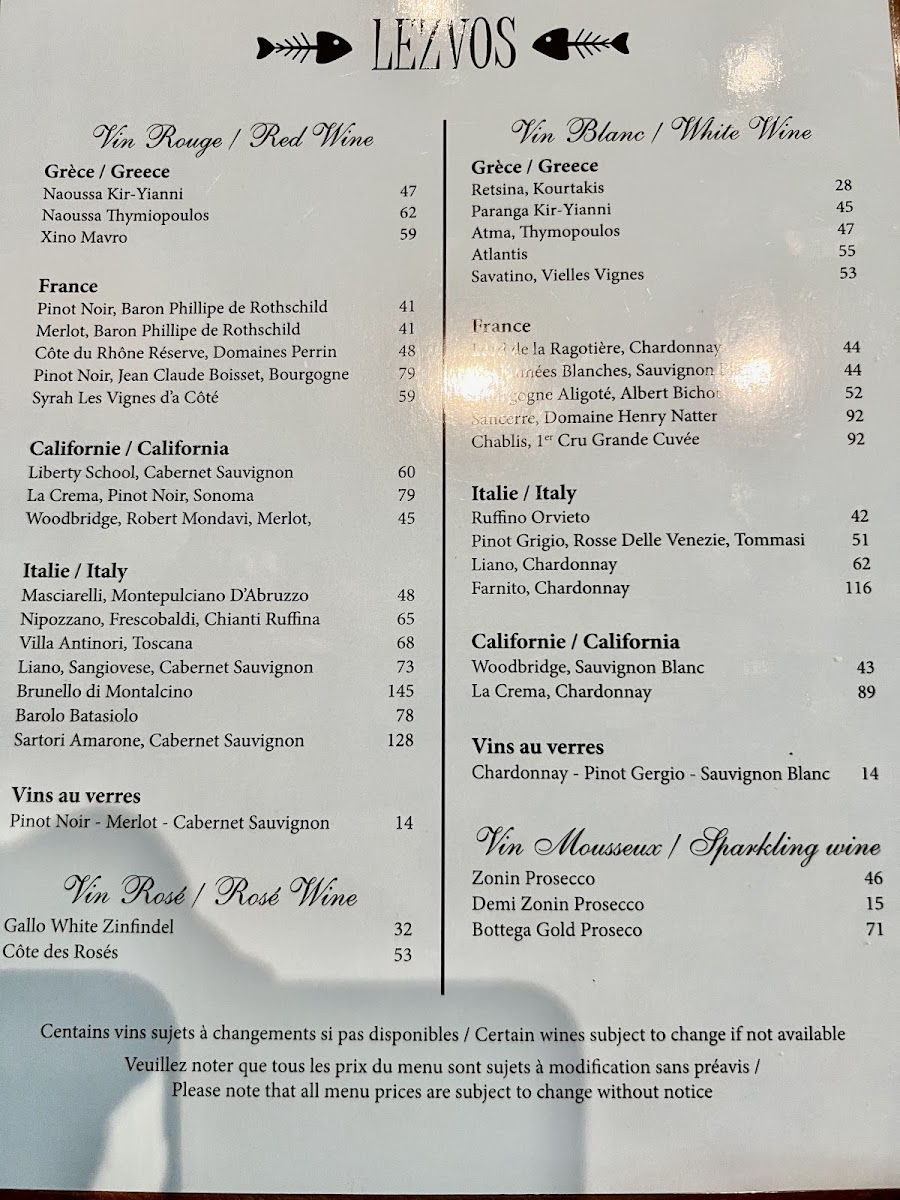 LEZVOS
Vin Rouge / Red Wine
Grèce / Greece
Naoussa Kir-Yianni 47
Naoussa Thymiopoulos 62
Xino Mavro 59
France
Pinot Noir, Baron Phillipe de Rothschild 41
Merlot, Baron Phillipe de Rothschild 41
Côte du Rhône Réserve, Domaines Perrin 48
Pinot Noir, Jean Claude Boisset, Bourgogne 79
Syrah Les Vignes d'a Côté 59
Californie / California
Liberty School, Cabernet Sauvignon 60
La Crema, Pinot Noir, Sonoma 79
Woodbridge, Robert Mondavi, Merlot, 45
Italie / Italy
Masciarelli, Montepulciano D'Abruzzo 48
Nipozzano, Frescobaldi, Chianti Ruffina 65
Villa Antinori, Toscana 68
Liano, Sangiovese, Cabernet Sauvignon 73
Brunello di Montalcino 145
Barolo Batasiolo 78
Sartori Amarone, Cabernet Sauvignon 128
Vins au verres
Pinot Noir - Merlot - Cabernet Sauvignon 14
Vin Rosé / Rosé Wine
Gallo White Zinfindel 32
Côte des Rosés 53
Vin Blanc / White Wine
Grèce / Greece
Retsina, Kourtakis 28
Paranga Kir-Yianni 45
Atma, Thymopoulos 47
Atlantis 55
Savatino, Vielles Vignes 53
France
de la Ragotière, Chardonnay 44
Blanches, Sauvignon 44
Aligoté, Albert Bichot 52
Sancerre, Domaine Henry Natter 92
Chablis, 1er Cru Grande Cuvée 92
Italie / Italy
Ruffino Orvieto 42
Pinot Grigio, Rosse Delle Venezie, Tommasi 51
Liano, Chardonnay 62
Farnito, Chardonnay 116
Californie / California
Woodbridge, Sauvignon Blanc 43
La Crema, Chardonnay 89
Vins au verres
Chardonnay - Pinot Gergio - Sauvignon Blanc 14
Vin Mousseux / Sparkling wine
Zonin Prosecco 46
Demi Zonin Prosecco 15
Bottega Gold Proseco 71
Centains vins sujets à changements si pas disponibles / Certain wines subject to change if not available
Veuillez noter que tous les prix du menu sont sujets à modification sans préavis /
Please note that all menu prices are subject to change without notice